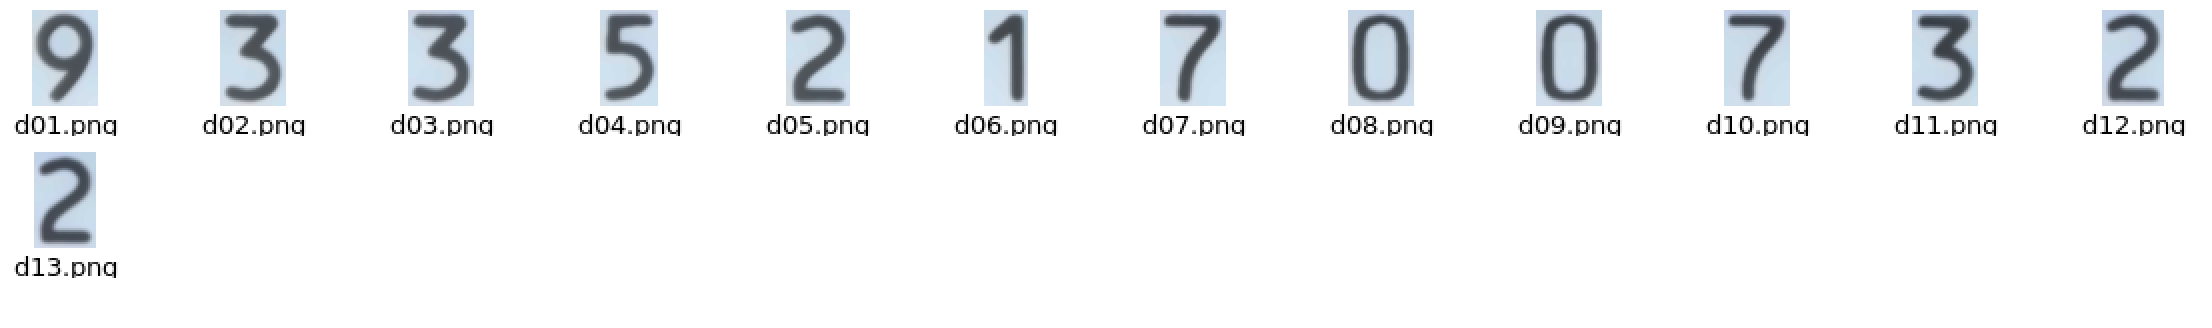 9 3 3 5 2 1 7 0 0 7 3 2
d01.png d02.png d03.png d04.png d05.png d06.png d07.png d08.png d09.png d10.png d11.png d12.png
2
d13.png